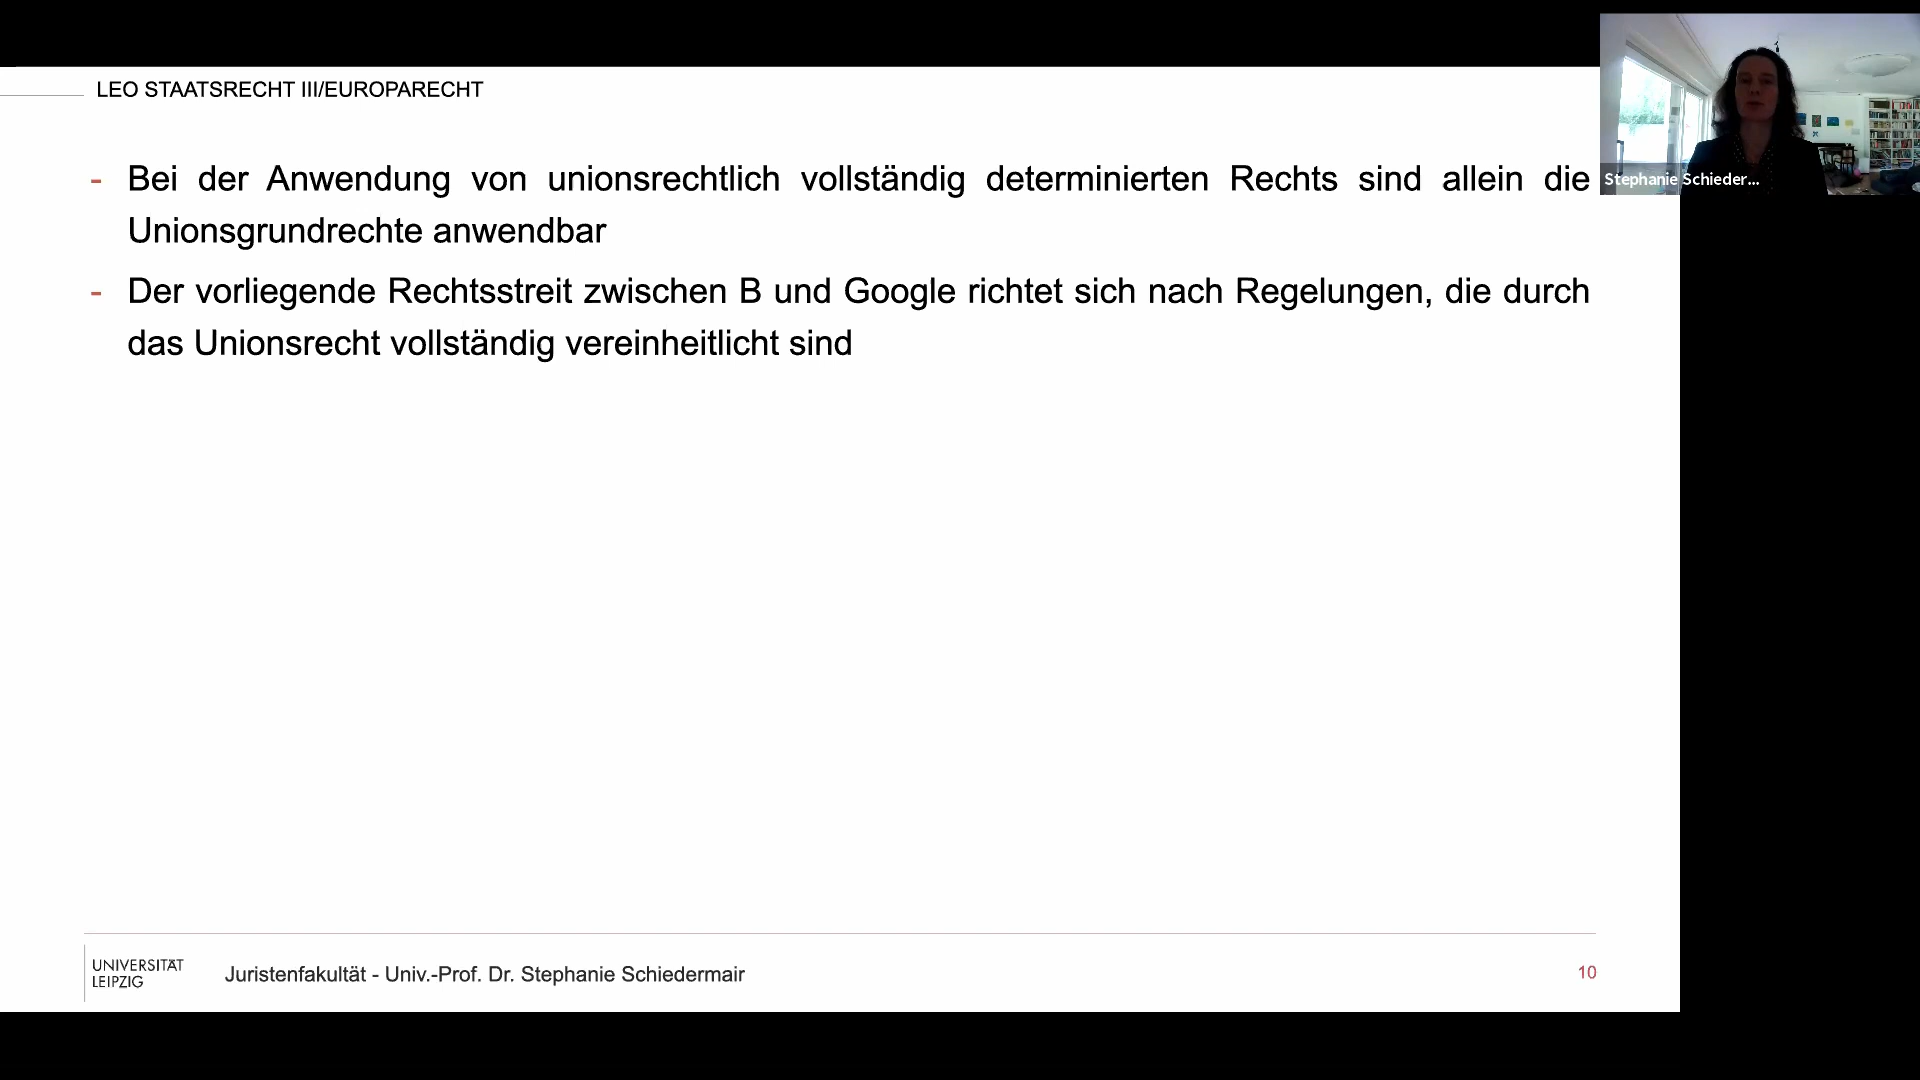 LEO STAATSRECHT III/EUROPARECHT
- Bei der Anwendung von unionsrechtlich vollständig determinierten Rechts sind allein die
Unionsgrundrechte anwendbar
- Der vorliegende Rechtsstreit zwischen B und Google richtet sich nach Regelungen, die durch
das Unionsrecht vollständig vereinheitlicht sind
Stephanie Schieder...
UNIVERSITÄT
LEIPZIG
Juristenfakultät - Univ.-Prof. Dr. Stephanie Schiedermair
10